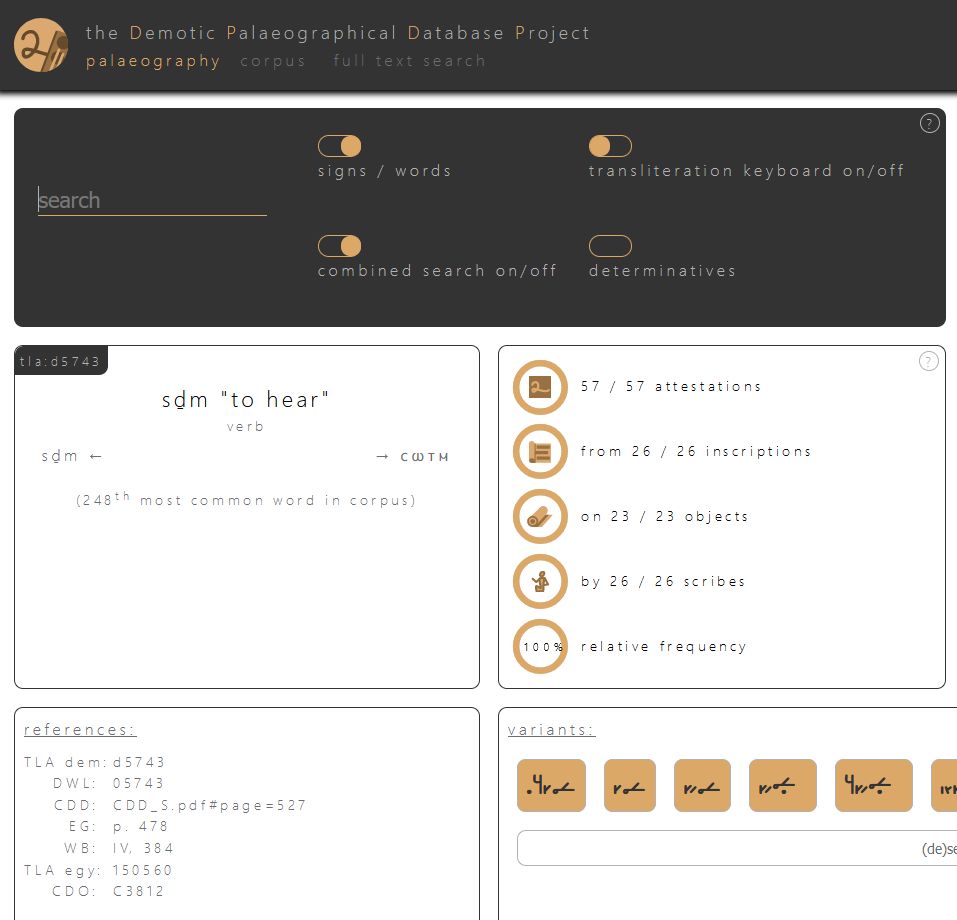 the Demotic Palaeographical Database Project
palaeography corpus full text search
?
search
signs / words
transliteration keyboard on/off
combined search on/off
determinatives
tla:d5743
sḏm "to hear"
verb
sḏm ← → ⲥⲱⲧⲙ
(248th most common word in corpus)
?
57 / 57 attestations
from 26 / 26 inscriptions
on 23 / 23 objects
by 26 / 26 scribes
100% relative frequency
references:
TLA dem: d5743
DWL: 05743
CDD: CDD_S.pdf#page=527
EG: p. 478
WB: IV, 384
TLA egy: 150560
CDO: C3812
variants:
(de)se